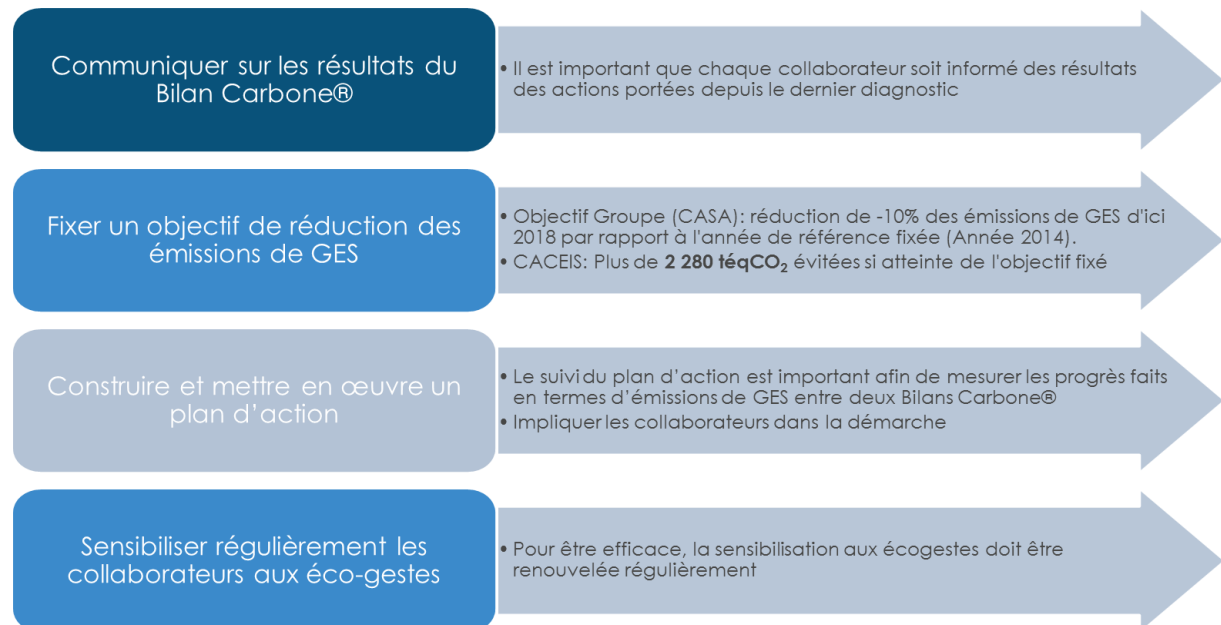 Communiquer sur les résultats du
Bilan Carbone®
• Il est important que chaque collaborateur soit informé des résultats
des actions portées depuis le dernier diagnostic
Fixer un objectif de réduction des
émissions de GES
• Objectif Groupe (CASA): réduction de -10% des émissions de GES d'ici
2018 par rapport à l'année de référence fixée (Année 2014).
• CACEIS: Plus de 2 280 téqCO₂ évitées si atteinte de l'objectif fixé
Construire et mettre en œuvre un
plan d’action
• Le suivi du plan d’action est important afin de mesurer les progrès faits
en termes d’émissions de GES entre deux Bilans Carbone®
• Impliquer les collaborateurs dans la démarche
Sensibiliser régulièrement les
collaborateurs aux éco-gestes
• Pour être efficace, la sensibilisation aux écogestes doit être
renouvelée régulièrement